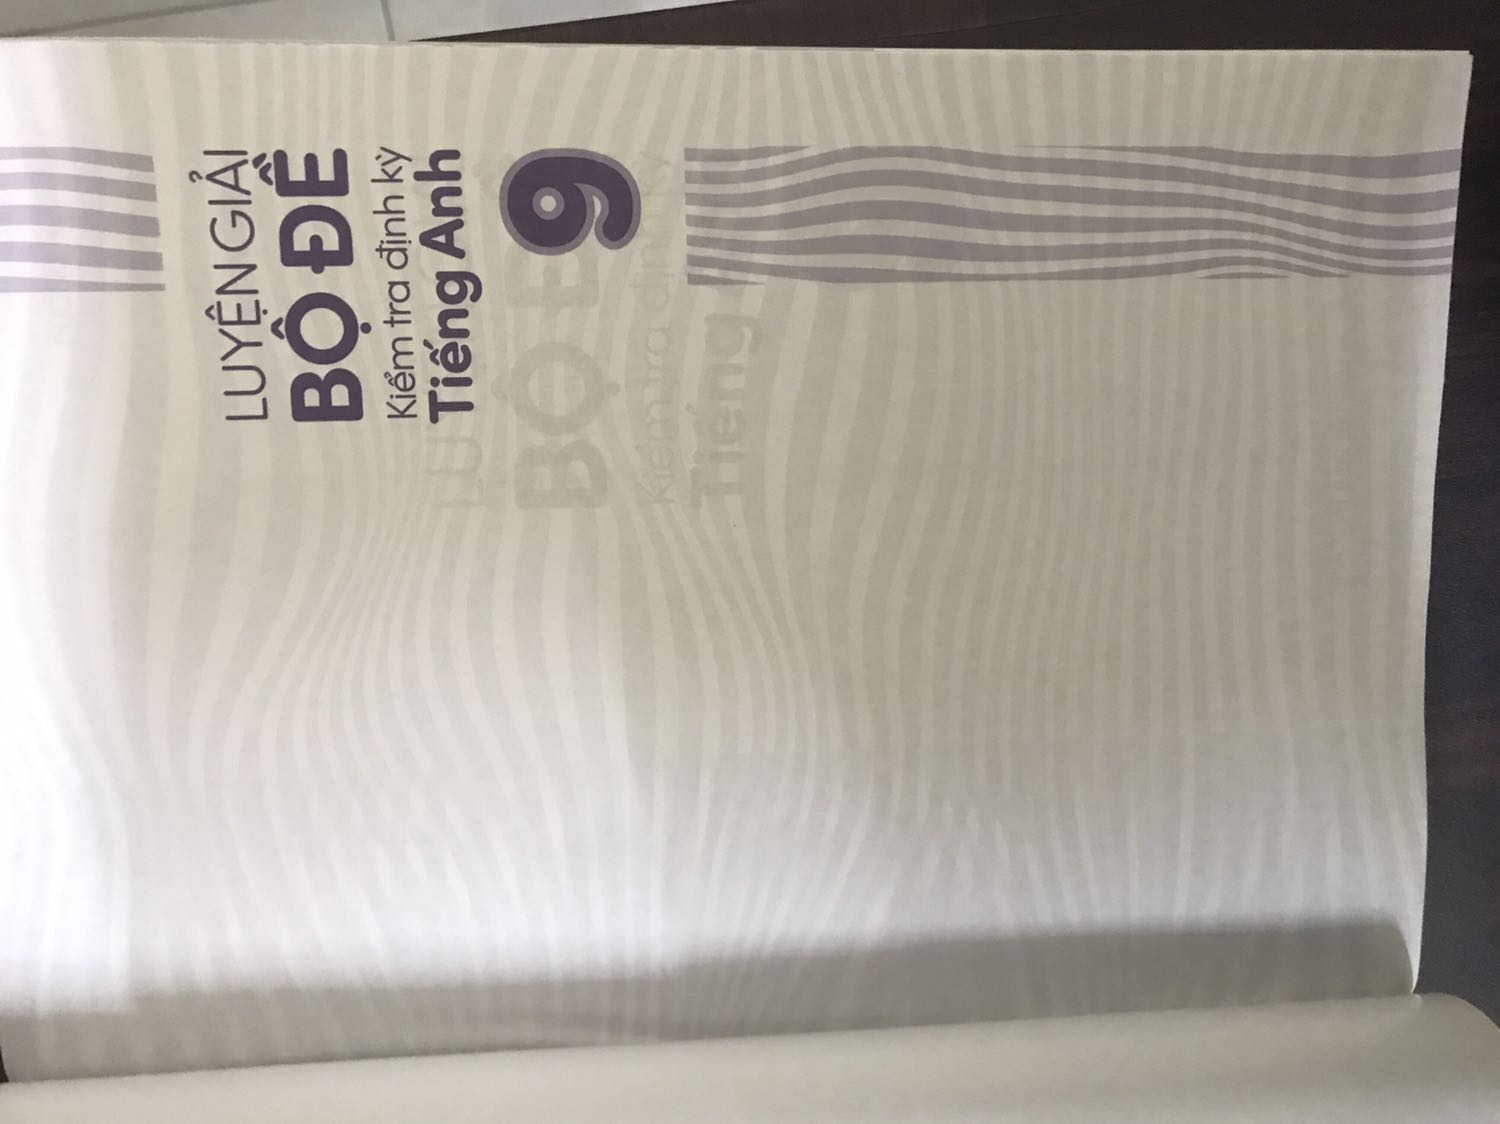 LUYỆN GIẢI
BỘ ĐỀ
Kiểm tra định kỳ
Tiếng Anh
9